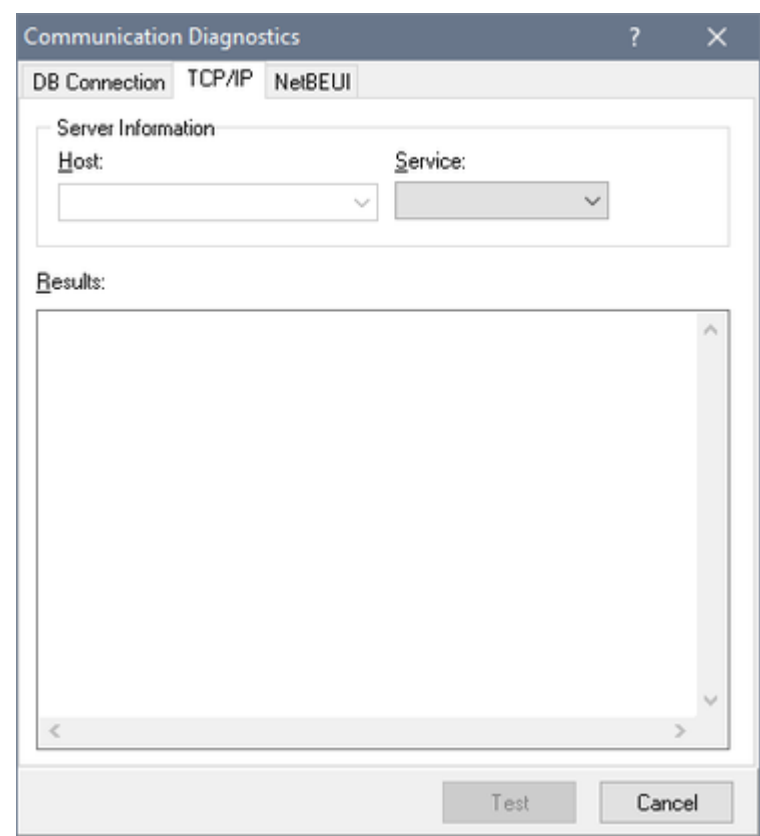 Communication Diagnostics ?
DB Connection TCP/IP NetBEUI
Server Information
Host: Service:
Results:
Test Cancel